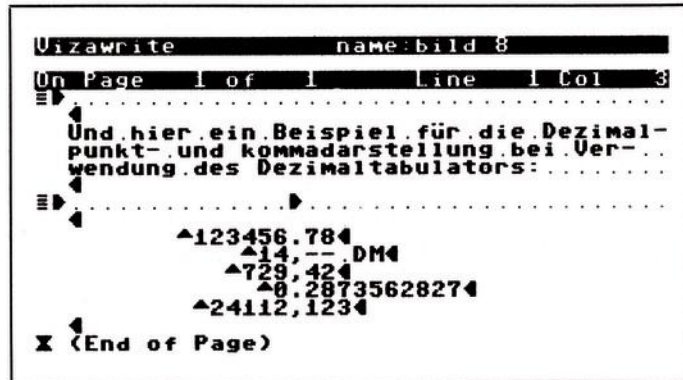 Vizawrite name:bild 8
On Page 1 of 1 Line 1 Col 3
Und.hier.ein.Beispiel.für.die.Dezimal-
punkt-.und kommadarstellung.bei.Ver-..
wendung.des Dezimaltabulators:........
123456.78
14,--.DM
729,42
0.2873562827
24112,123
(End of Page)